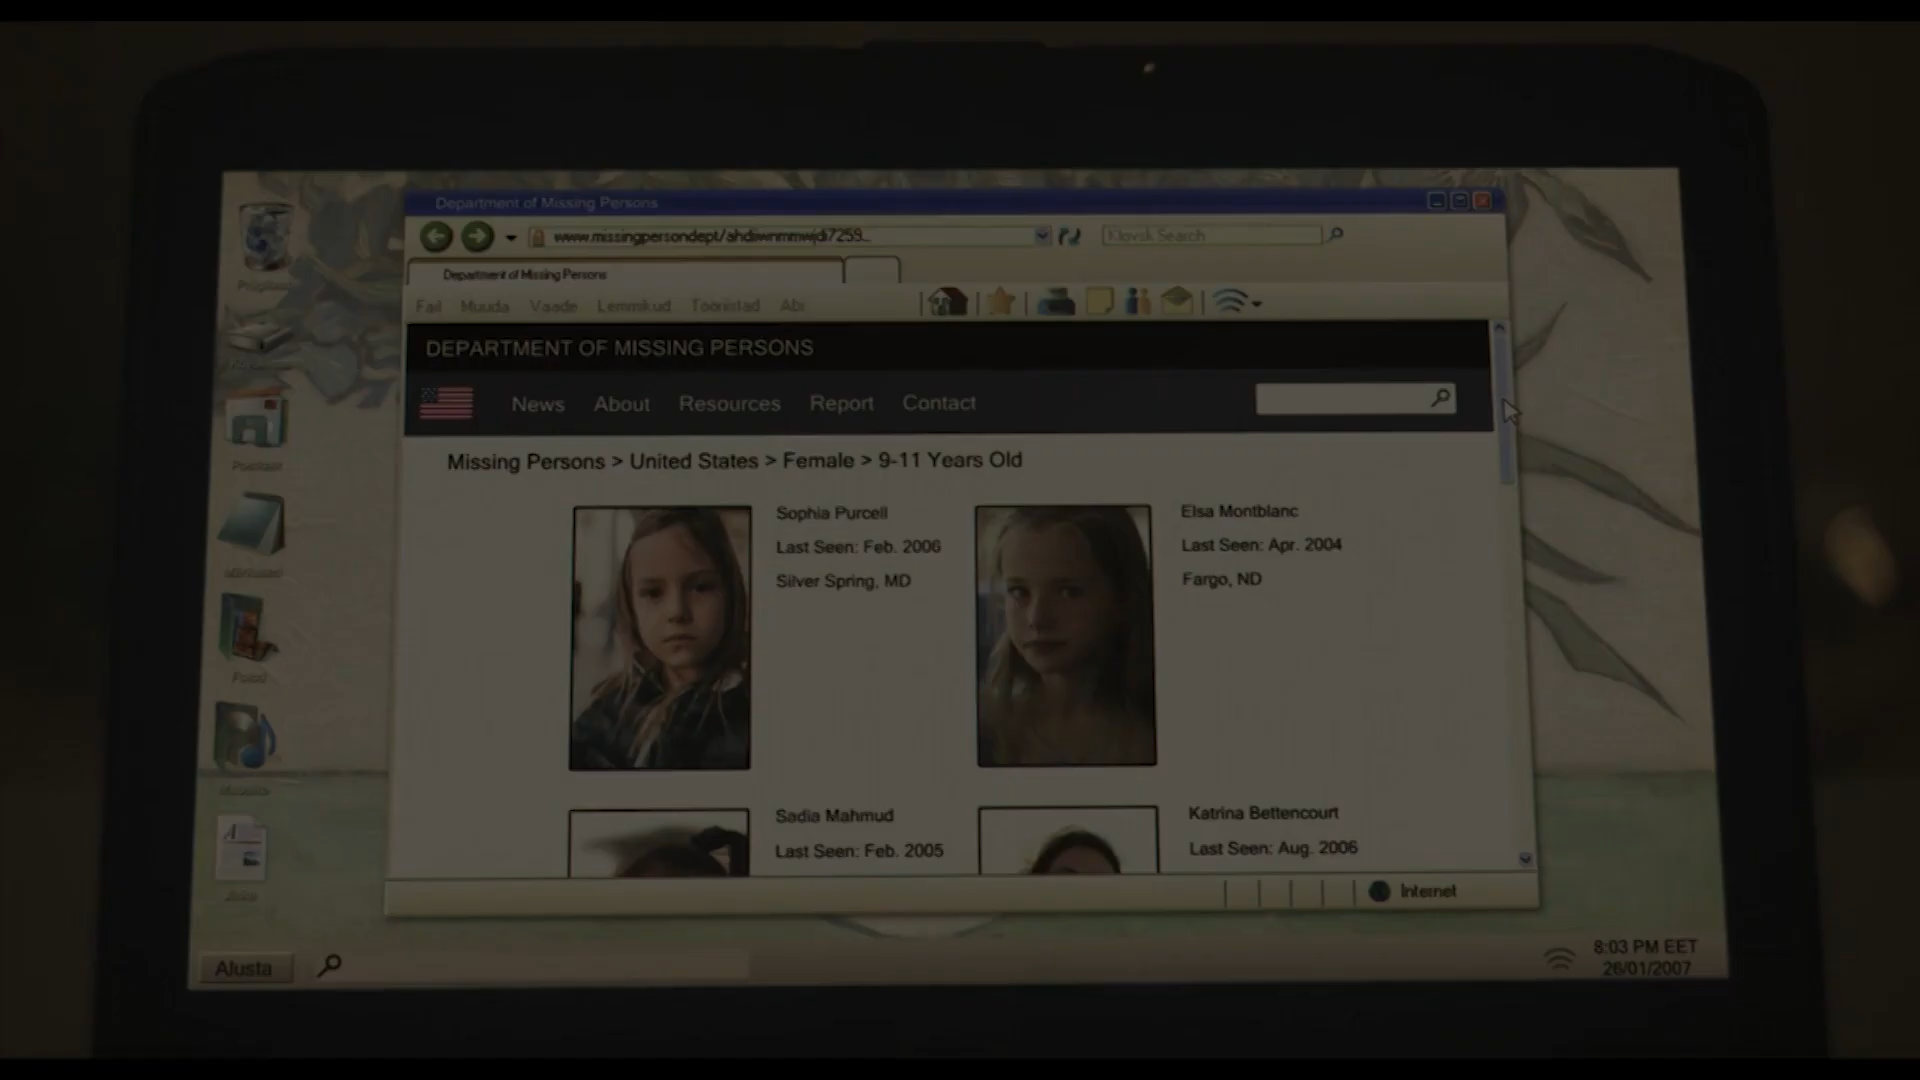 Department of Missing Persons
www.missingpersondept/ahdiwnmmwjdi7259...
Klovsk Search
Department of Missing Persons
Fail Muuda Vaade Lemmikud Tööriistad Abi
DEPARTMENT OF MISSING PERSONS
News About Resources Report Contact
Missing Persons > United States > Female > 9-11 Years Old
Sophia Purcell
Last Seen: Feb. 2006
Silver Spring, MD
Elsa Montblanc
Last Seen: Apr. 2004
Fargo, ND
Sadia Mahmud
Last Seen: Feb. 2005
Katrina Bettencourt
Last Seen: Aug. 2006
Internet
Alusta
8:03 PM EET
26/01/2007